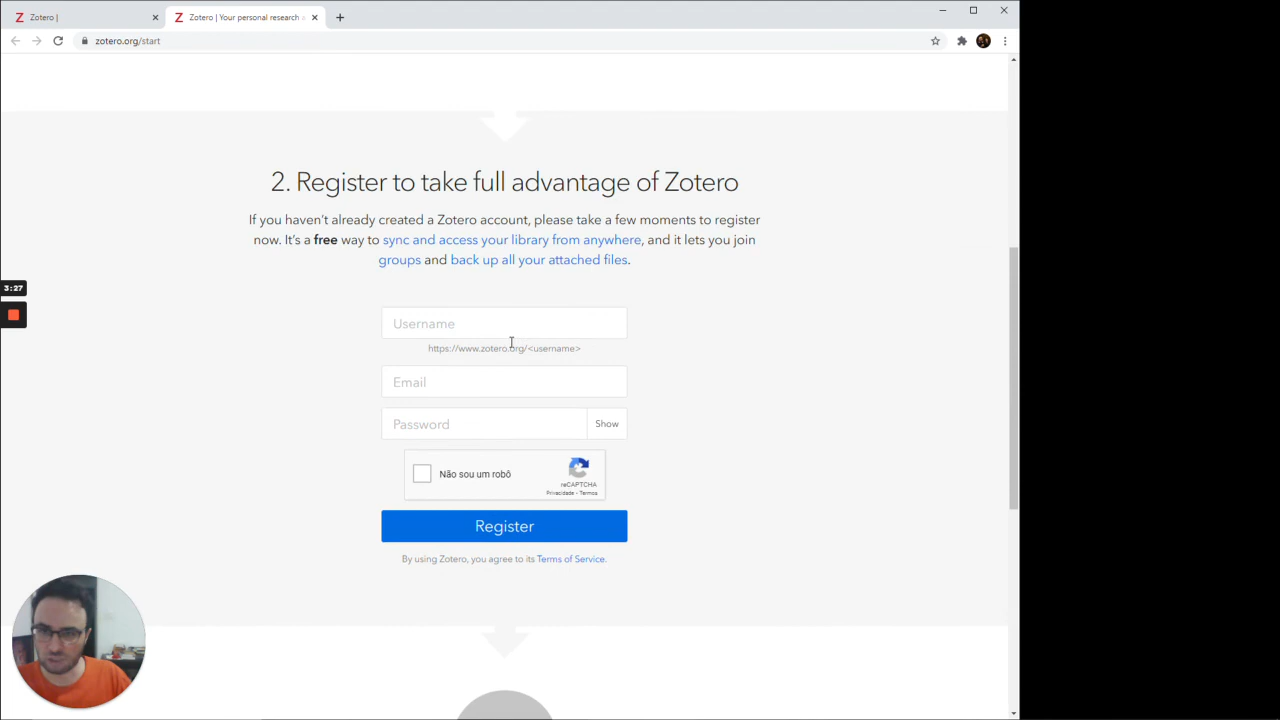 Zotero |
Zotero | Your personal research a
zotero.org/start
2. Register to take full advantage of Zotero
If you haven't already created a Zotero account, please take a few moments to register
now. It's a free way to sync and access your library from anywhere, and it lets you join
groups and back up all your attached files.
3:27
Username
https://www.zotero.org/<username>
Email
Password
Show
Não sou um robô
reCAPTCHA
Privacidade - Termos
Register
By using Zotero, you agree to its Terms of Service.